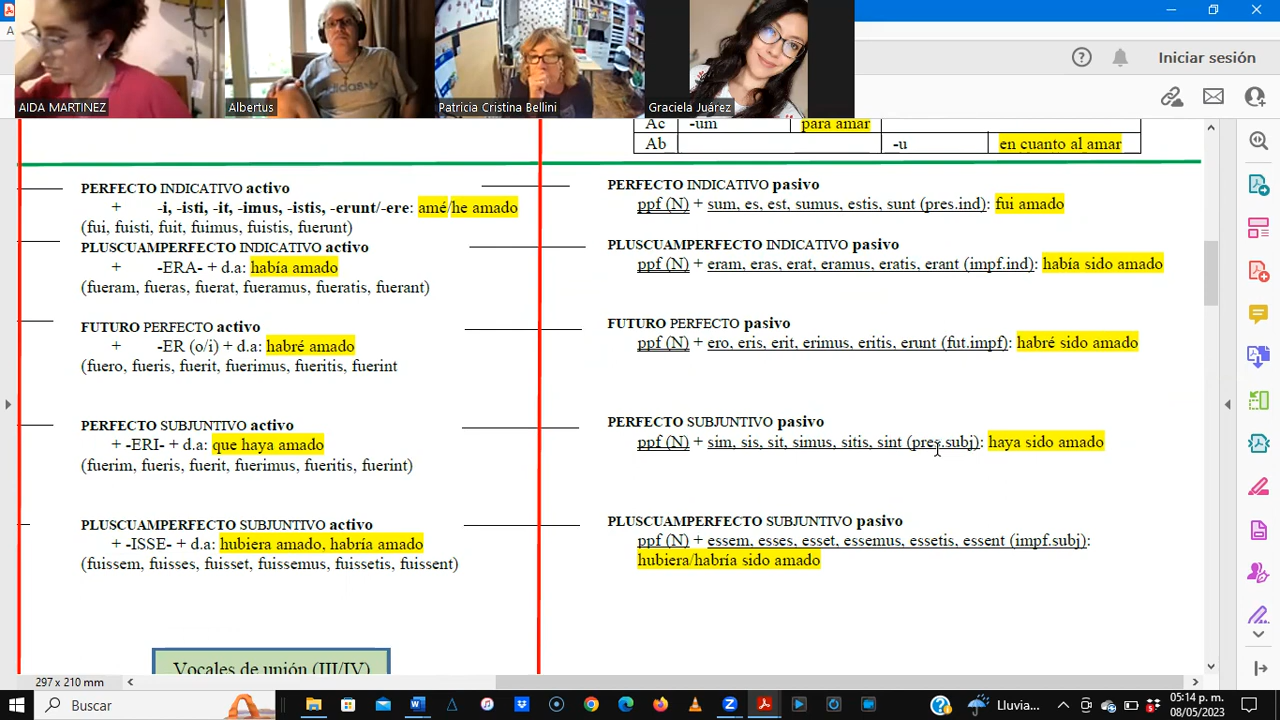 AIDA MARTINEZ
Albertus
Patricia Cristina Bellini
Graciela Juárez
Iniciar sesión
Ac -um para amar
Ab -u en cuanto al amar
PERFECTO INDICATIVO activo
+ -i, -isti, -it, -imus, -istis, -erunt/-ere: amé/he amado
(fui, fuisti, fuit, fuimus, fuistis, fuerunt)
PLUSCUAMPERFECTO INDICATIVO activo
+ -ERA- + d.a: había amado
(fueram, fueras, fuerat, fueramus, fueratis, fuerant)
FUTURO PERFECTO activo
+ -ER (o/i) + d.a: habré amado
(fuero, fueris, fuerit, fuerimus, fueritis, fuerint
PERFECTO SUBJUNTIVO activo
+ -ERI- + d.a: que haya amado
(fuerim, fueris, fuerit, fuerimus, fueritis, fuerint)
PLUSCUAMPERFECTO SUBJUNTIVO activo
+ -ISSE- + d.a: hubiera amado, habría amado
(fuissem, fuisses, fuisset, fuissemus, fuissetis, fuissent)
Vocales de unión (III/IV)
PERFECTO INDICATIVO pasivo
ppf (N) + sum, es, est, sumus, estis, sunt (pres.ind): fui amado
PLUSCUAMPERFECTO INDICATIVO pasivo
ppf (N) + eram, eras, erat, eramus, eratis, erant (impf.ind): había sido amado
FUTURO PERFECTO pasivo
ppf (N) + ero, eris, erit, erimus, eritis, erunt (fut.impf): habré sido amado
PERFECTO SUBJUNTIVO pasivo
ppf (N) + sim, sis, sit, simus, sitis, sint (pres.subj): haya sido amado
PLUSCUAMPERFECTO SUBJUNTIVO pasivo
ppf (N) + essem, esses, esset, essemus, essetis, essent (impf.subj):
hubiera/habría sido amado
297 x 210 mm
Buscar
Lluvia...
05:14 p. m.
08/05/2023